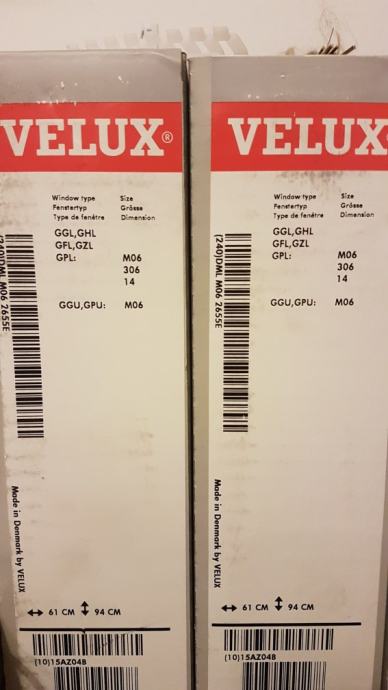 VELUX®
Window type Size
Fenstertyp Grösse
Type de fenêtre Dimension
GGL,GHL
GFL,GZL
GPL: M06
306
14
GGU,GPU: M06
(240)DML M06 2655E
Made in Denmark by VELUX
61 CM 94 CM
(10)15AZ04B
VELUX
Window type Size
Fenstertyp Grösse
Type de fenêtre Dimension
GGL,GHL
GFL,GZL
GPL: M06
306
14
GGU,GPU: M06
(240)DML M06 2655E
Made in Denmark by VELUX
61 CM 94 CM
(10)15AZ04B